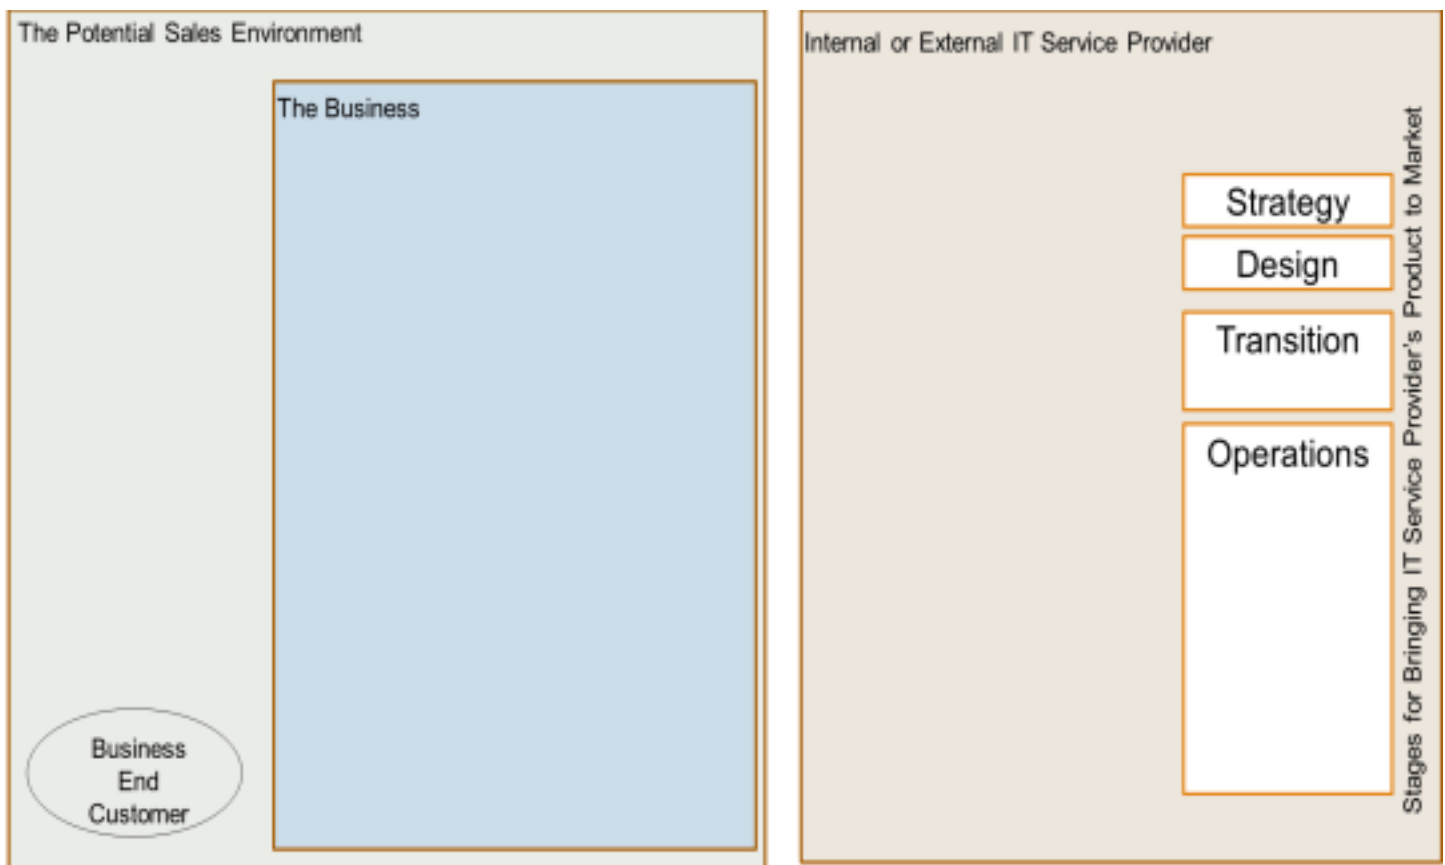 The Potential Sales Environment
The Business
Business
End
Customer
Internal or External IT Service Provider
Strategy
Design
Transition
Operations
Stages for Bringing IT Service Provider's Product to Market